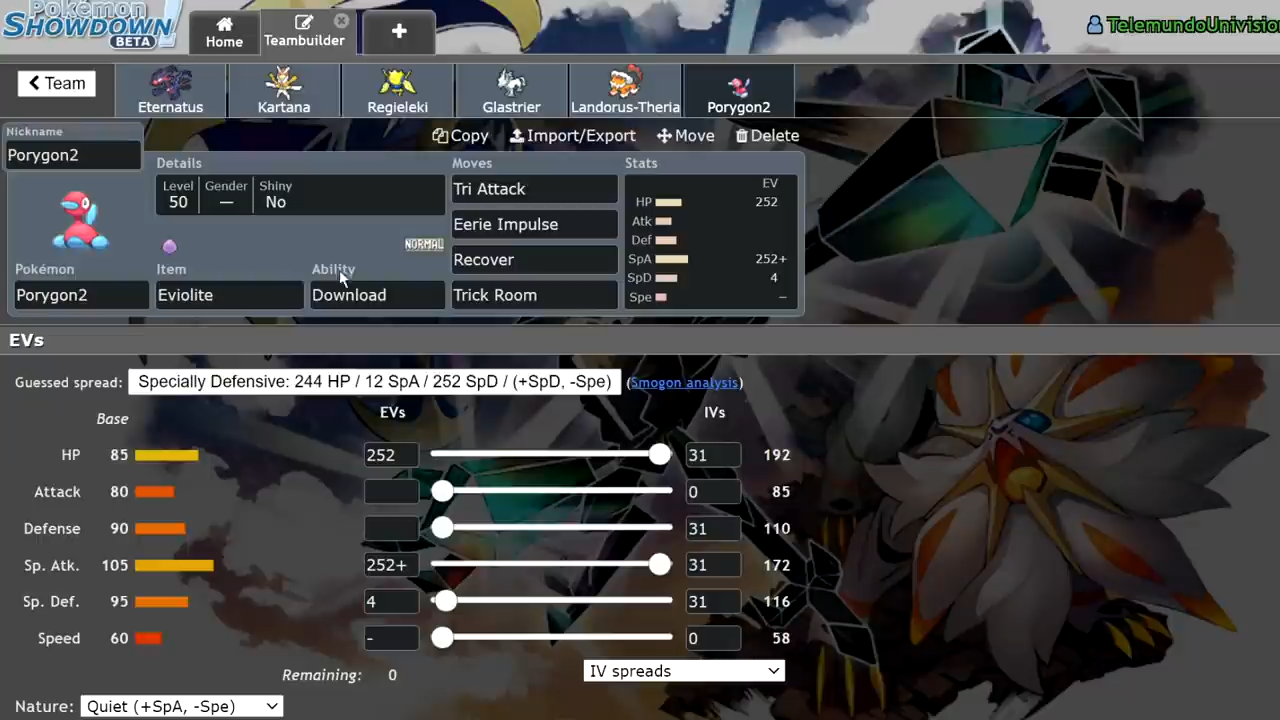 Pokémon
SHOWDOWN!
BETA
Home
Teambuilder
+
TelemundoUnivisio
Team
Eternatus
Kartana
Regieleki
Glastrier
Landorus-Theria
Porygon2
Copy
Import/Export
Move
Delete
Nickname
Porygon2
Details
Level
Gender
Shiny
50
—
No
NORMAL
Moves
Tri Attack
Eerie Impulse
Recover
Trick Room
Stats
EV
HP 252
Atk
Def
SpA 252+
SpD 4
Spe –
Pokémon
Porygon2
Item
Eviolite
Ability
Download
EVs
Guessed spread: Specially Defensive: 244 HP / 12 SpA / 252 SpD / (+SpD, -Spe) (Smogon analysis)
Base EVs IVs
HP 85 252 31 192
Attack 80 0 85
Defense 90 31 110
Sp. Atk. 105 252+ 31 172
Sp. Def. 95 4 31 116
Speed 60 - 0 58
Remaining: 0
IV spreads
Nature: Quiet (+SpA, -Spe)